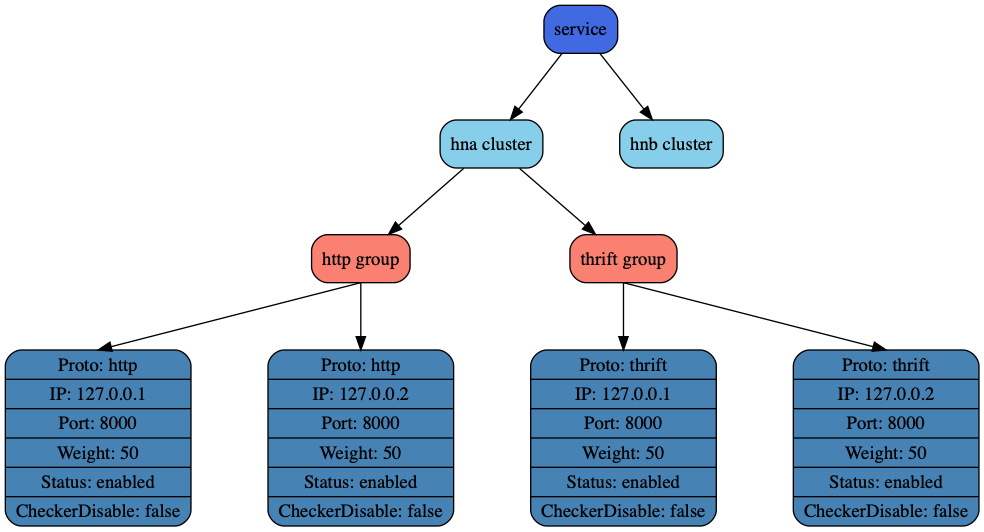 service
hna cluster
hnb cluster
http group
thrift group
Proto: http
IP: 127.0.0.1
Port: 8000
Weight: 50
Status: enabled
CheckerDisable: false
Proto: http
IP: 127.0.0.2
Port: 8000
Weight: 50
Status: enabled
CheckerDisable: false
Proto: thrift
IP: 127.0.0.1
Port: 8000
Weight: 50
Status: enabled
CheckerDisable: false
Proto: thrift
IP: 127.0.0.2
Port: 8000
Weight: 50
Status: enabled
CheckerDisable: false